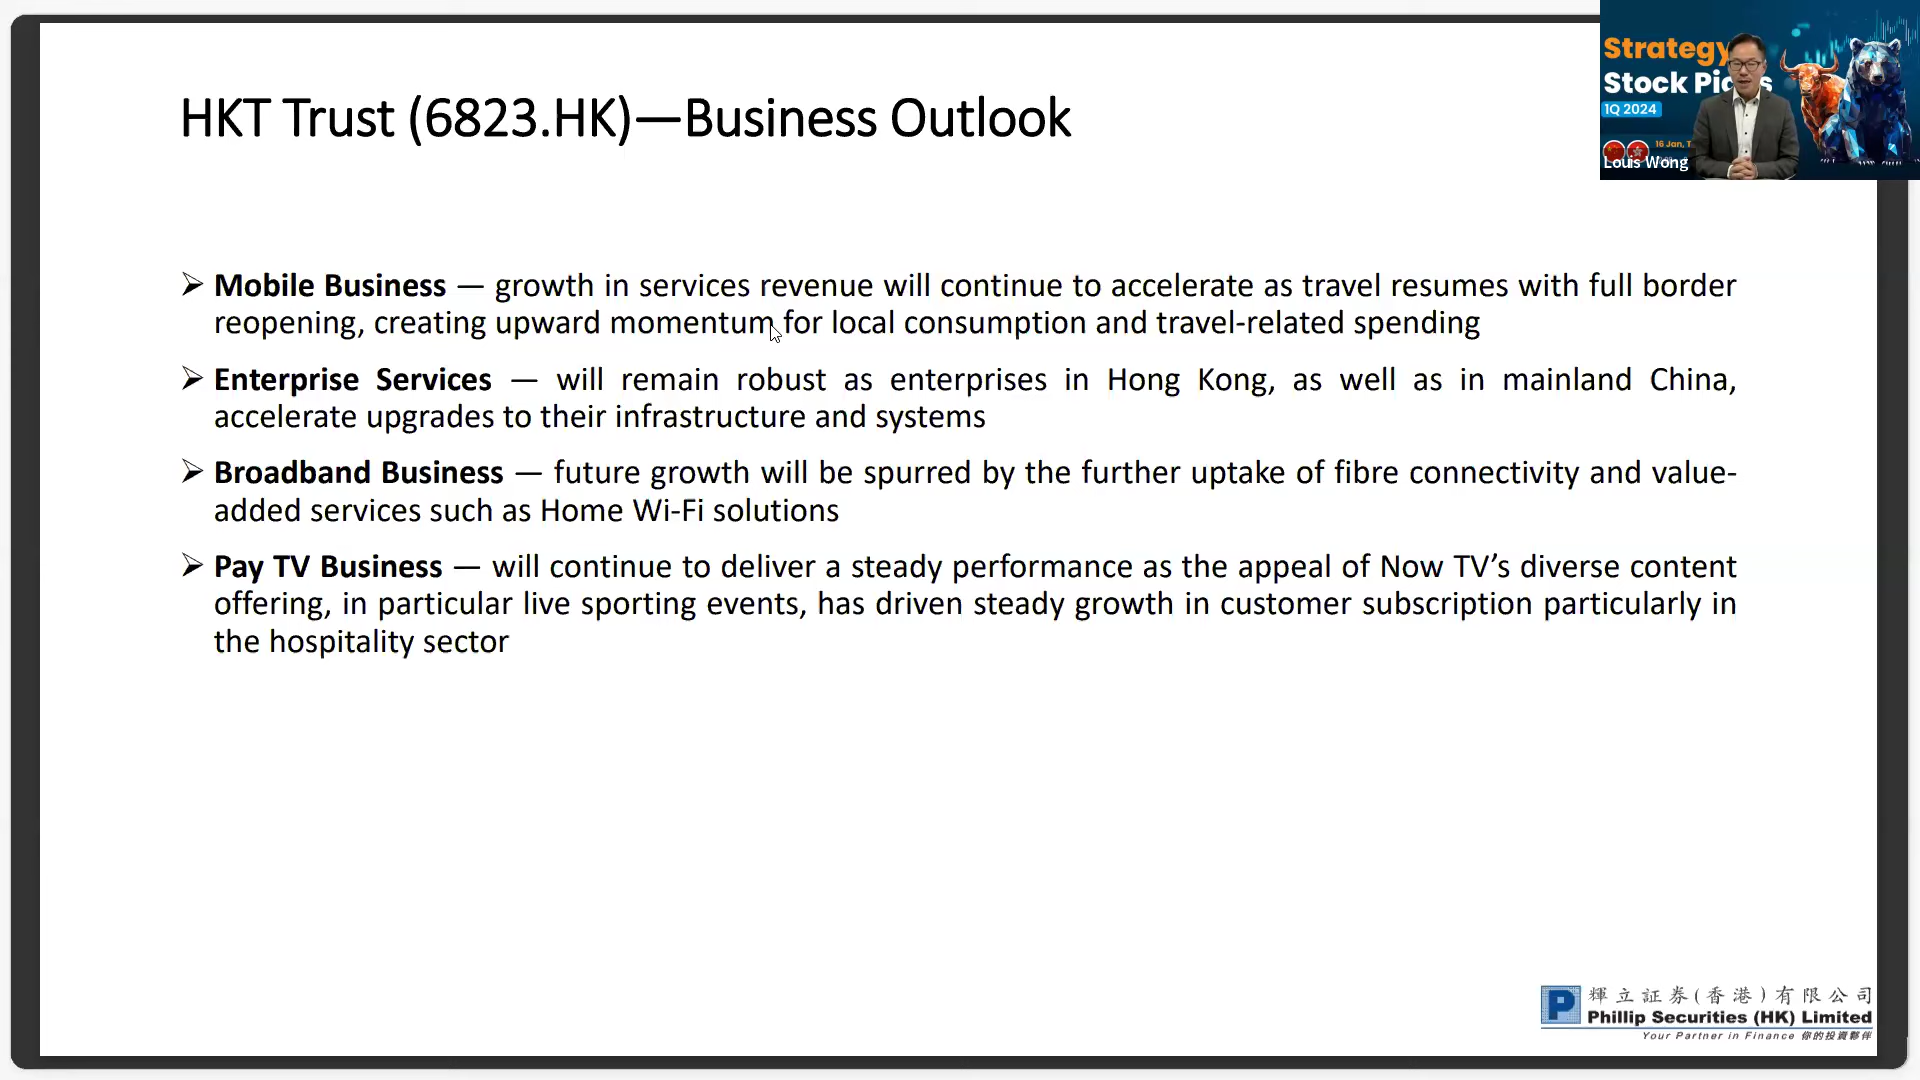 HKT Trust (6823.HK)—Business Outlook
Strategy
Stock Pic s
1Q 2024
16 Jan, T
Louis Wong
➢ Mobile Business — growth in services revenue will continue to accelerate as travel resumes with full border
reopening, creating upward momentum for local consumption and travel-related spending
➢ Enterprise Services — will remain robust as enterprises in Hong Kong, as well as in mainland China,
accelerate upgrades to their infrastructure and systems
➢ Broadband Business — future growth will be spurred by the further uptake of fibre connectivity and value-
added services such as Home Wi-Fi solutions
➢ Pay TV Business — will continue to deliver a steady performance as the appeal of Now TV’s diverse content
offering, in particular live sporting events, has driven steady growth in customer subscription particularly in
the hospitality sector
P
輝立証券(香港)有限公司
Phillip Securities (HK) Limited
Your Partner in Finance 你的投資夥伴